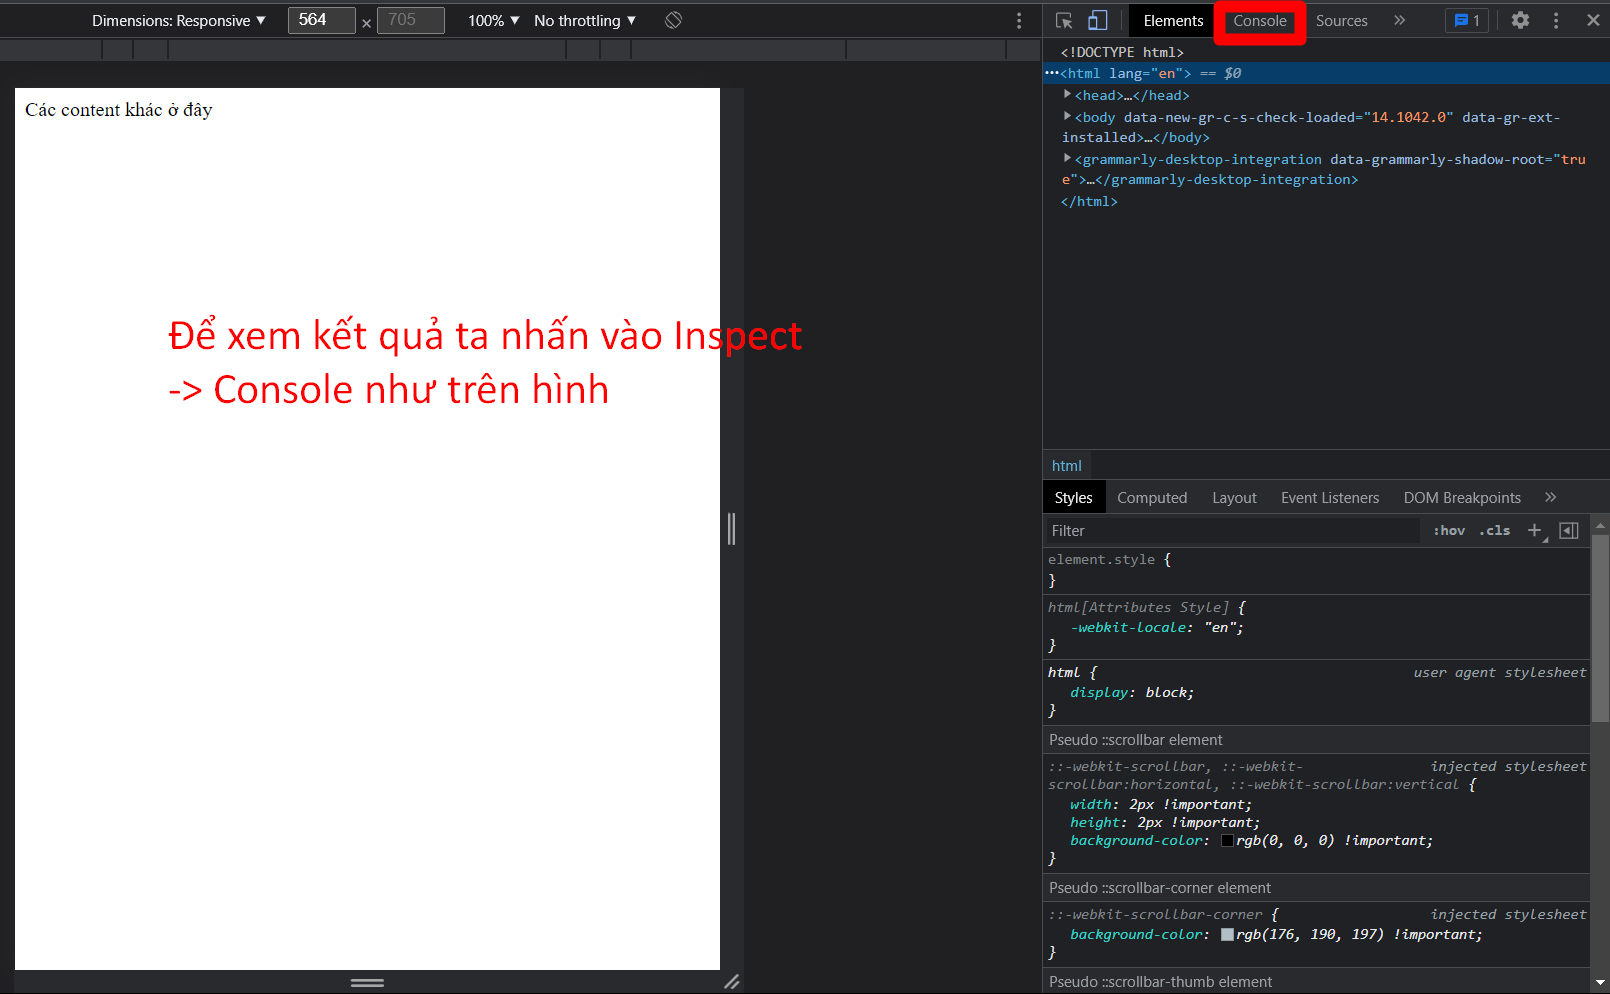 Dimensions: Responsive ▼ 564 × 705 100% ▼ No throttling ▼
Elements Console Sources » 1
Các content khác ở đây
Để xem kết quả ta nhấn vào Inspect
-> Console như trên hình
<!DOCTYPE html>
···<html lang="en"> == $0
▶<head>…</head>
▶<body data-new-gr-c-s-check-loaded="14.1042.0" data-gr-ext-
installed>…</body>
▶<grammarly-desktop-integration data-grammarly-shadow-root="tru
e">…</grammarly-desktop-integration>
</html>
html
Styles Computed Layout Event Listeners DOM Breakpoints »
Filter :hov .cls +
element.style {
}
html[Attributes Style] {
-webkit-locale: "en";
}
html { user agent stylesheet
display: block;
}
Pseudo ::scrollbar element
::-webkit-scrollbar, ::-webkit- injected stylesheet
scrollbar:horizontal, ::-webkit-scrollbar:vertical {
width: 2px !important;
height: 2px !important;
background-color: rgb(0, 0, 0) !important;
}
Pseudo ::scrollbar-corner element
::-webkit-scrollbar-corner { injected stylesheet
background-color: rgb(176, 190, 197) !important;
}
Pseudo ::scrollbar-thumb element